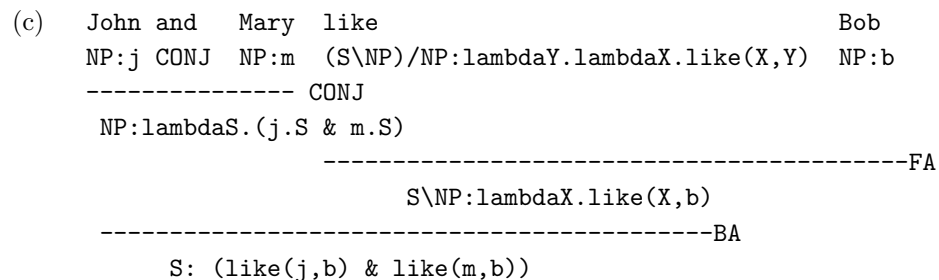 (c) John and Mary like Bob
NP:j CONJ NP:m (S\NP)/NP:lambdaY.lambdaX.like(X,Y) NP:b
--------------- CONJ
NP:lambdaS.(j.S & m.S)
------------------------------------------FA
S\NP:lambdaX.like(X,b)
--------------------------------------------BA
S: (like(j,b) & like(m,b))